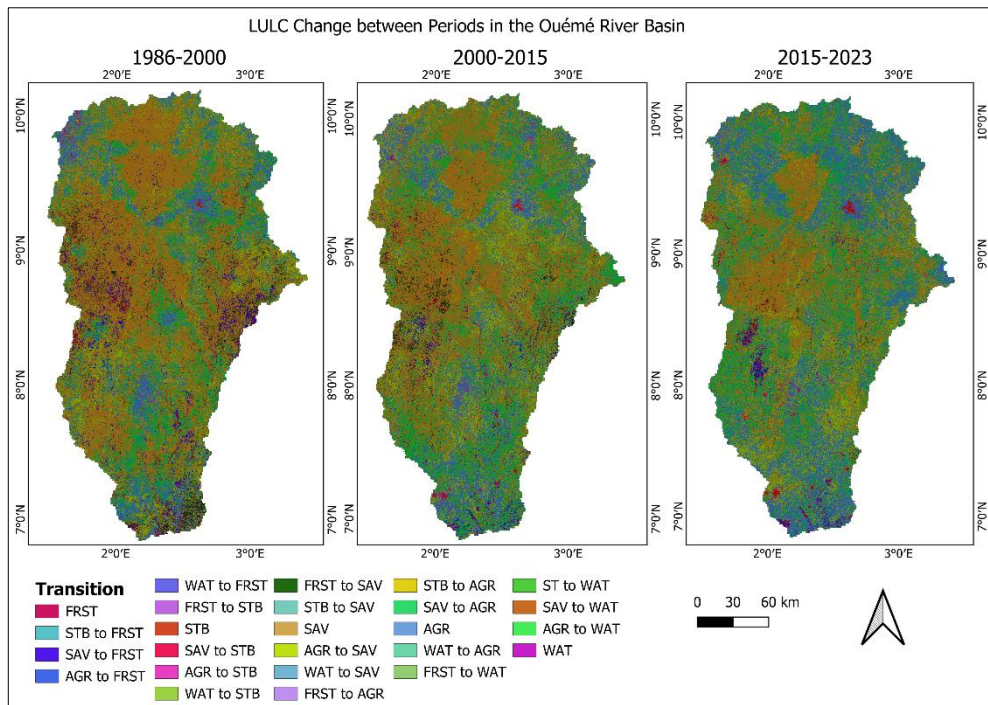 LULC Change between Periods in the Ouémé River Basin
1986-2000
2000-2015
2015-2023
2°0'E 3°0'E
2°0'E 3°0'E
2°0'E 3°0'E
10°0'N 9°0'N 8°0'N 7°0'N
10°0'N 9°0'N 8°0'N 7°0'N
10°0'N 9°0'N 8°0'N 7°0'N
10°0'N 9°0'N 8°0'N 7°0'N
2°0'E 3°0'E
2°0'E 3°0'E
2°0'E 3°0'E
Transition
FRST
STB to FRST
SAV to FRST
AGR to FRST
WAT to FRST
FRST to STB
STB
SAV to STB
AGR to STB
WAT to STB
FRST to SAV
STB to SAV
SAV
AGR to SAV
WAT to SAV
FRST to AGR
STB to AGR
SAV to AGR
AGR
WAT to AGR
FRST to WAT
ST to WAT
SAV to WAT
AGR to WAT
WAT
0 30 60 km